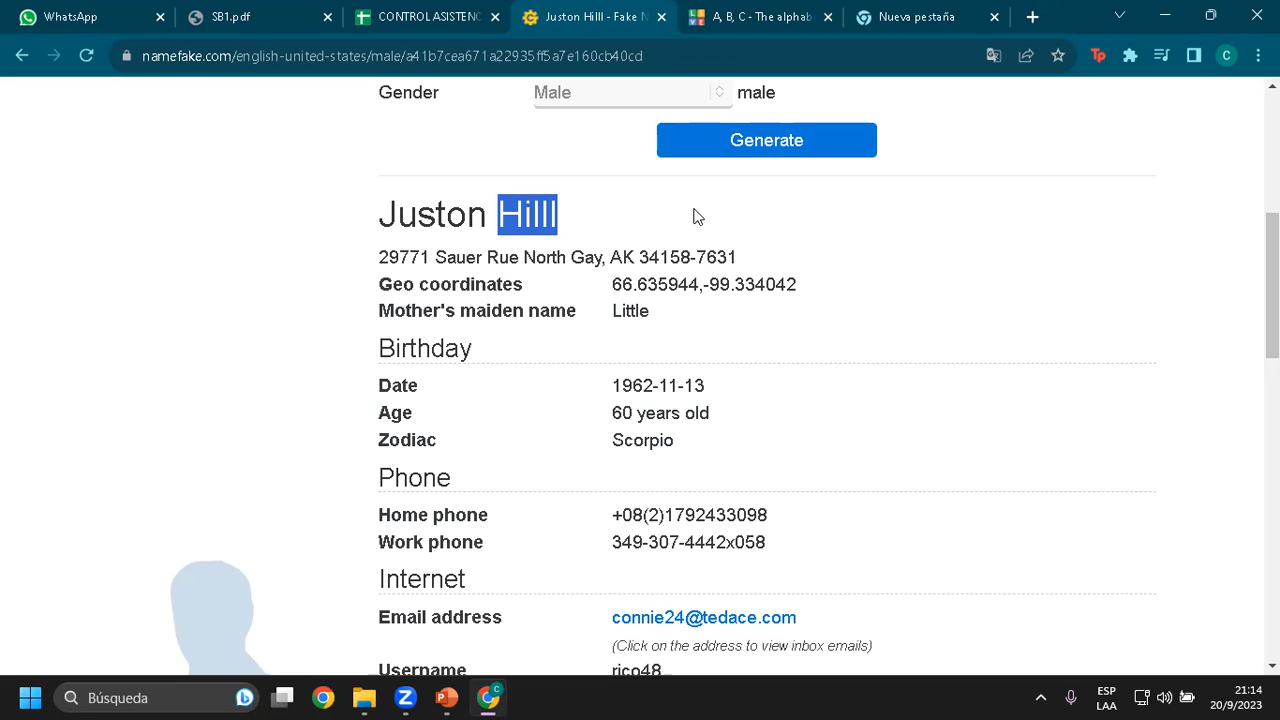 WhatsApp SB1.pdf CONTROL ASISTENC Juston Hilll - Fake N A, B, C - The alphab Nueva pestaña
namefake.com/english-united-states/male/a41b7cea671a22935ff5a7e160cb40cd Tp C
Gender Male male
Generate
Juston Hilll
29771 Sauer Rue North Gay, AK 34158-7631
Geo coordinates 66.635944,-99.334042
Mother's maiden name Little
Birthday
Date 1962-11-13
Age 60 years old
Zodiac Scorpio
Phone
Home phone +08(2)1792433098
Work phone 349-307-4442x058
Internet
Email address connie24@tedace.com
(Click on the address to view inbox emails)
Username rico48
Búsqueda ESP 21:14
LAA 20/9/2023